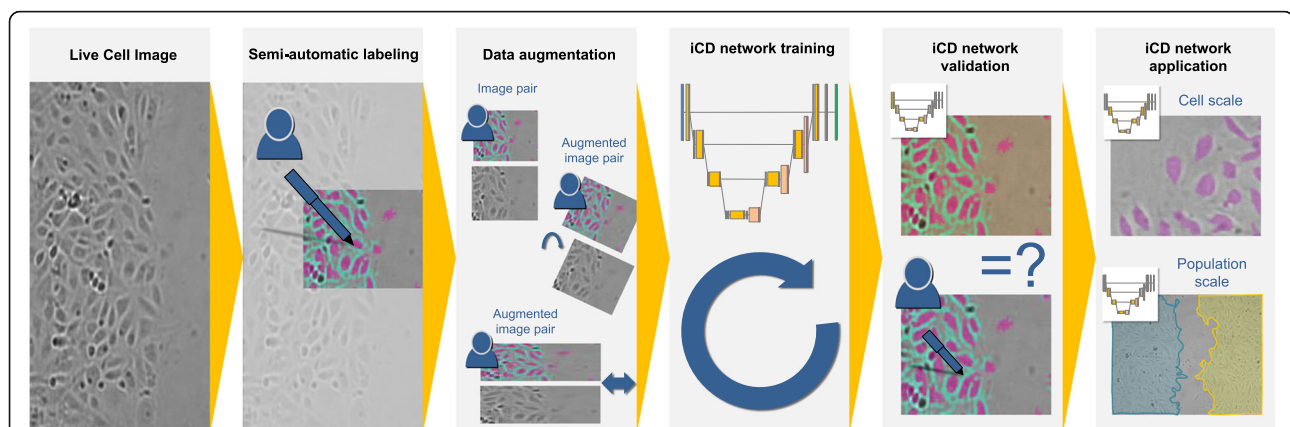 Live Cell Image
Semi-automatic labeling
Data augmentation
Image pair
Augmented
image pair
Augmented
image pair
iCD network training
iCD network
validation
=?
iCD network
application
Cell scale
Population
scale